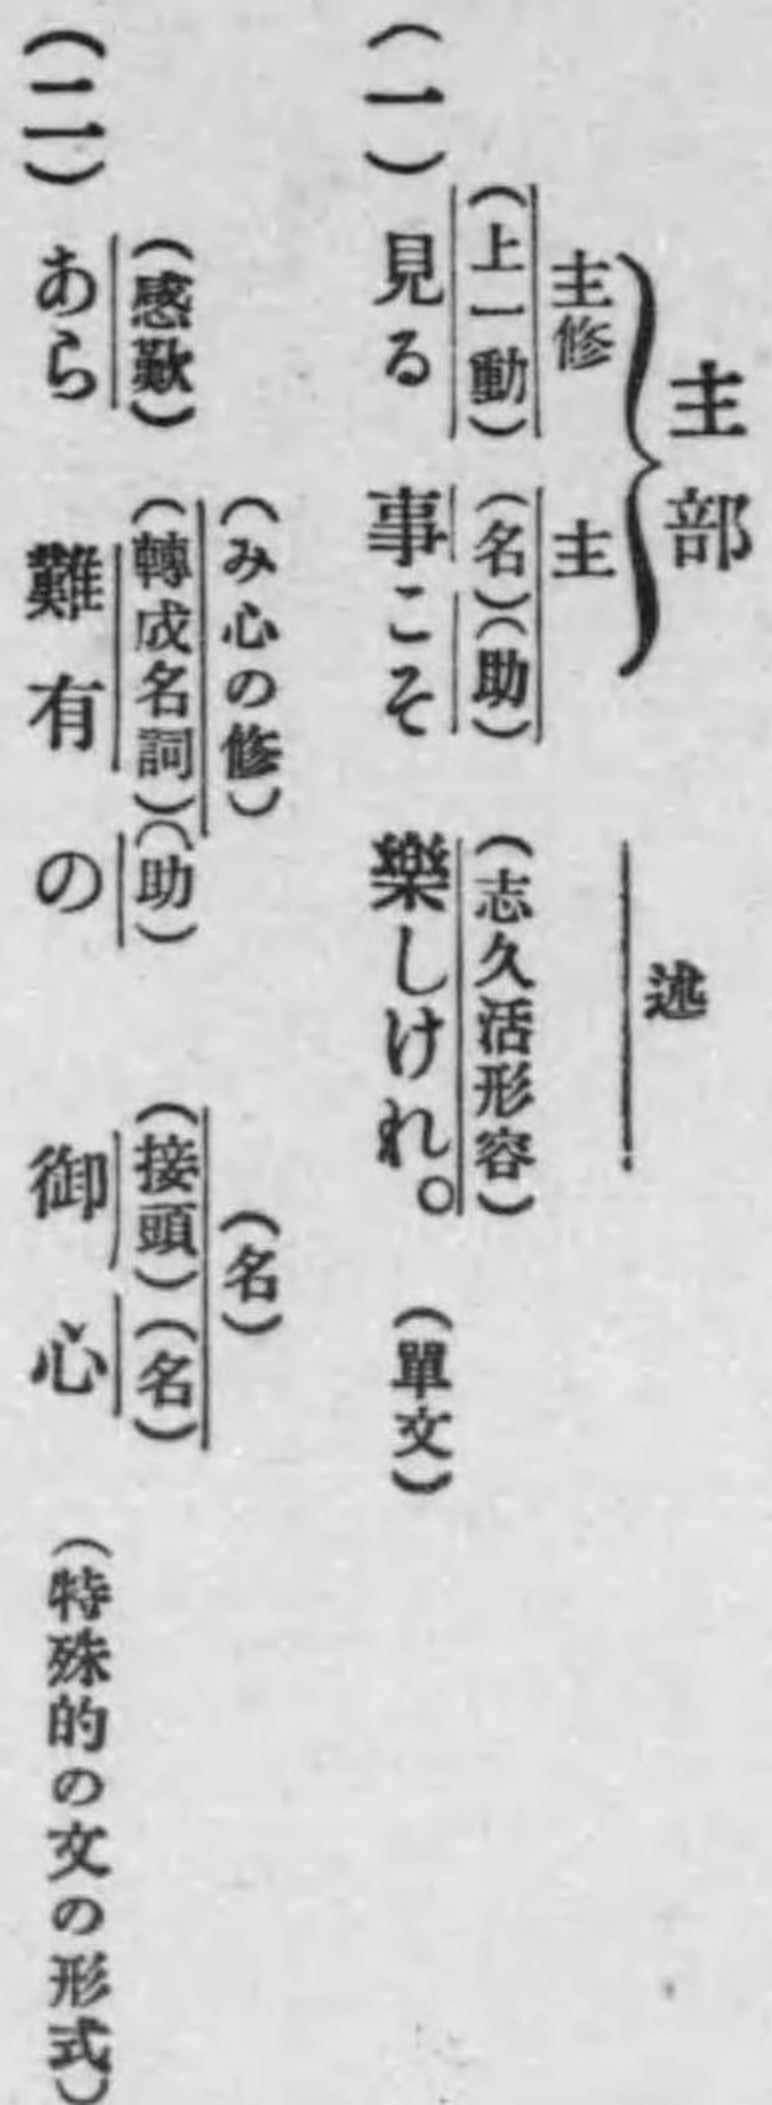 主部 述
主修 主
(上一動) (名)(助) (志久活形容)
(一) 見る 事こそ 樂しけれ。 (單文)
(み心の修) (名)
(感歎) (轉成名詞)(助) (接頭)(名)
(二) あら 難有の 御心 (特殊的の文の形式)